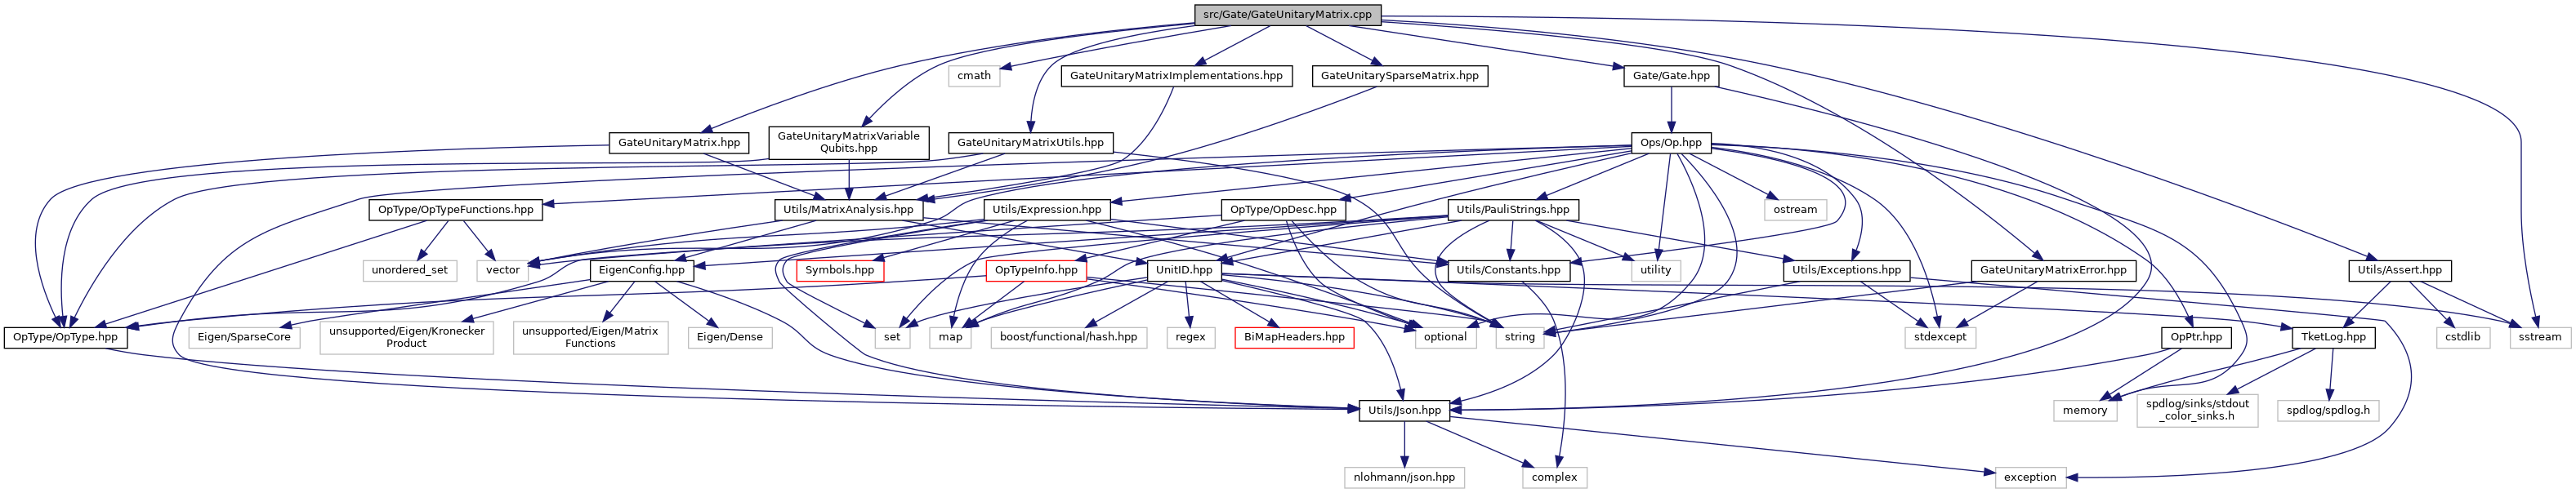 src/Gate/GateUnitaryMatrix.cpp
cmath
GateUnitaryMatrixImplementations.hpp
GateUnitarySparseMatrix.hpp
Gate/Gate.hpp
GateUnitaryMatrix.hpp
GateUnitaryMatrixVariable
Qubits.hpp
GateUnitaryMatrixUtils.hpp
Ops/Op.hpp
OpType/OpTypeFunctions.hpp
Utils/MatrixAnalysis.hpp
Utils/Expression.hpp
OpType/OpDesc.hpp
Utils/PauliStrings.hpp
ostream
unordered_set
vector
EigenConfig.hpp
Symbols.hpp
OpTypeInfo.hpp
UnitID.hpp
Utils/Constants.hpp
utility
Utils/Exceptions.hpp
GateUnitaryMatrixError.hpp
Utils/Assert.hpp
OpType/OpType.hpp
Eigen/SparseCore
unsupported/Eigen/Kronecker
Product
unsupported/Eigen/Matrix
Functions
Eigen/Dense
set
map
boost/functional/hash.hpp
regex
BiMapHeaders.hpp
optional
string
stdexcept
OpPtr.hpp
TketLog.hpp
cstdlib
sstream
Utils/Json.hpp
memory
spdlog/sinks/stdout
_color_sinks.h
spdlog/spdlog.h
nlohmann/json.hpp
complex
exception